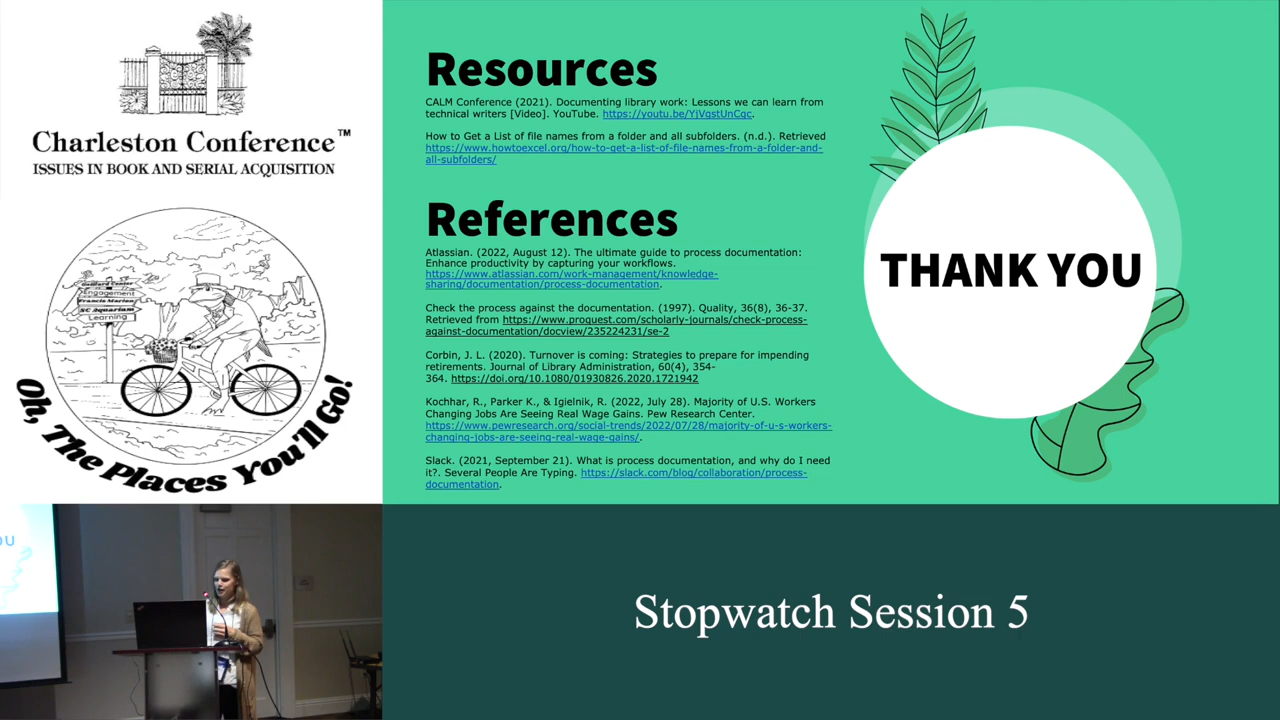 Charleston Conference™
ISSUES IN BOOK AND SERIAL ACQUISITION
Gaillard Center
Engagement
Francis Marion
SC Aquarium
Learning
Oh, The Places You'll Go!
Resources
CALM Conference (2021). Documenting library work: Lessons we can learn from
technical writers [Video]. YouTube. https://youtu.be/YjVqstUnCgc.
How to Get a List of file names from a folder and all subfolders. (n.d.). Retrieved
https://www.howtoexcel.org/how-to-get-a-list-of-file-names-from-a-folder-and-
all-subfolders/
References
Atlassian. (2022, August 12). The ultimate guide to process documentation:
Enhance productivity by capturing your workflows.
https://www.atlassian.com/work-management/knowledge-
sharing/documentation/process-documentation.
Check the process against the documentation. (1997). Quality, 36(8), 36-37.
Retrieved from https://www.proquest.com/scholarly-journals/check-process-
against-documentation/docview/235224231/se-2
Corbin, J. L. (2020). Turnover is coming: Strategies to prepare for impending
retirements. Journal of Library Administration, 60(4), 354-
364. https://doi.org/10.1080/01930826.2020.1721942
Kochhar, R., Parker K., & Igielnik, R. (2022, July 28). Majority of U.S. Workers
Changing Jobs Are Seeing Real Wage Gains. Pew Research Center.
https://www.pewresearch.org/social-trends/2022/07/28/majority-of-u-s-workers-
changing-jobs-are-seeing-real-wage-gains/.
Slack. (2021, September 21). What is process documentation, and why do I need
it?. Several People Are Typing. https://slack.com/blog/collaboration/process-
documentation.
THANK YOU
OU
Stopwatch Session 5